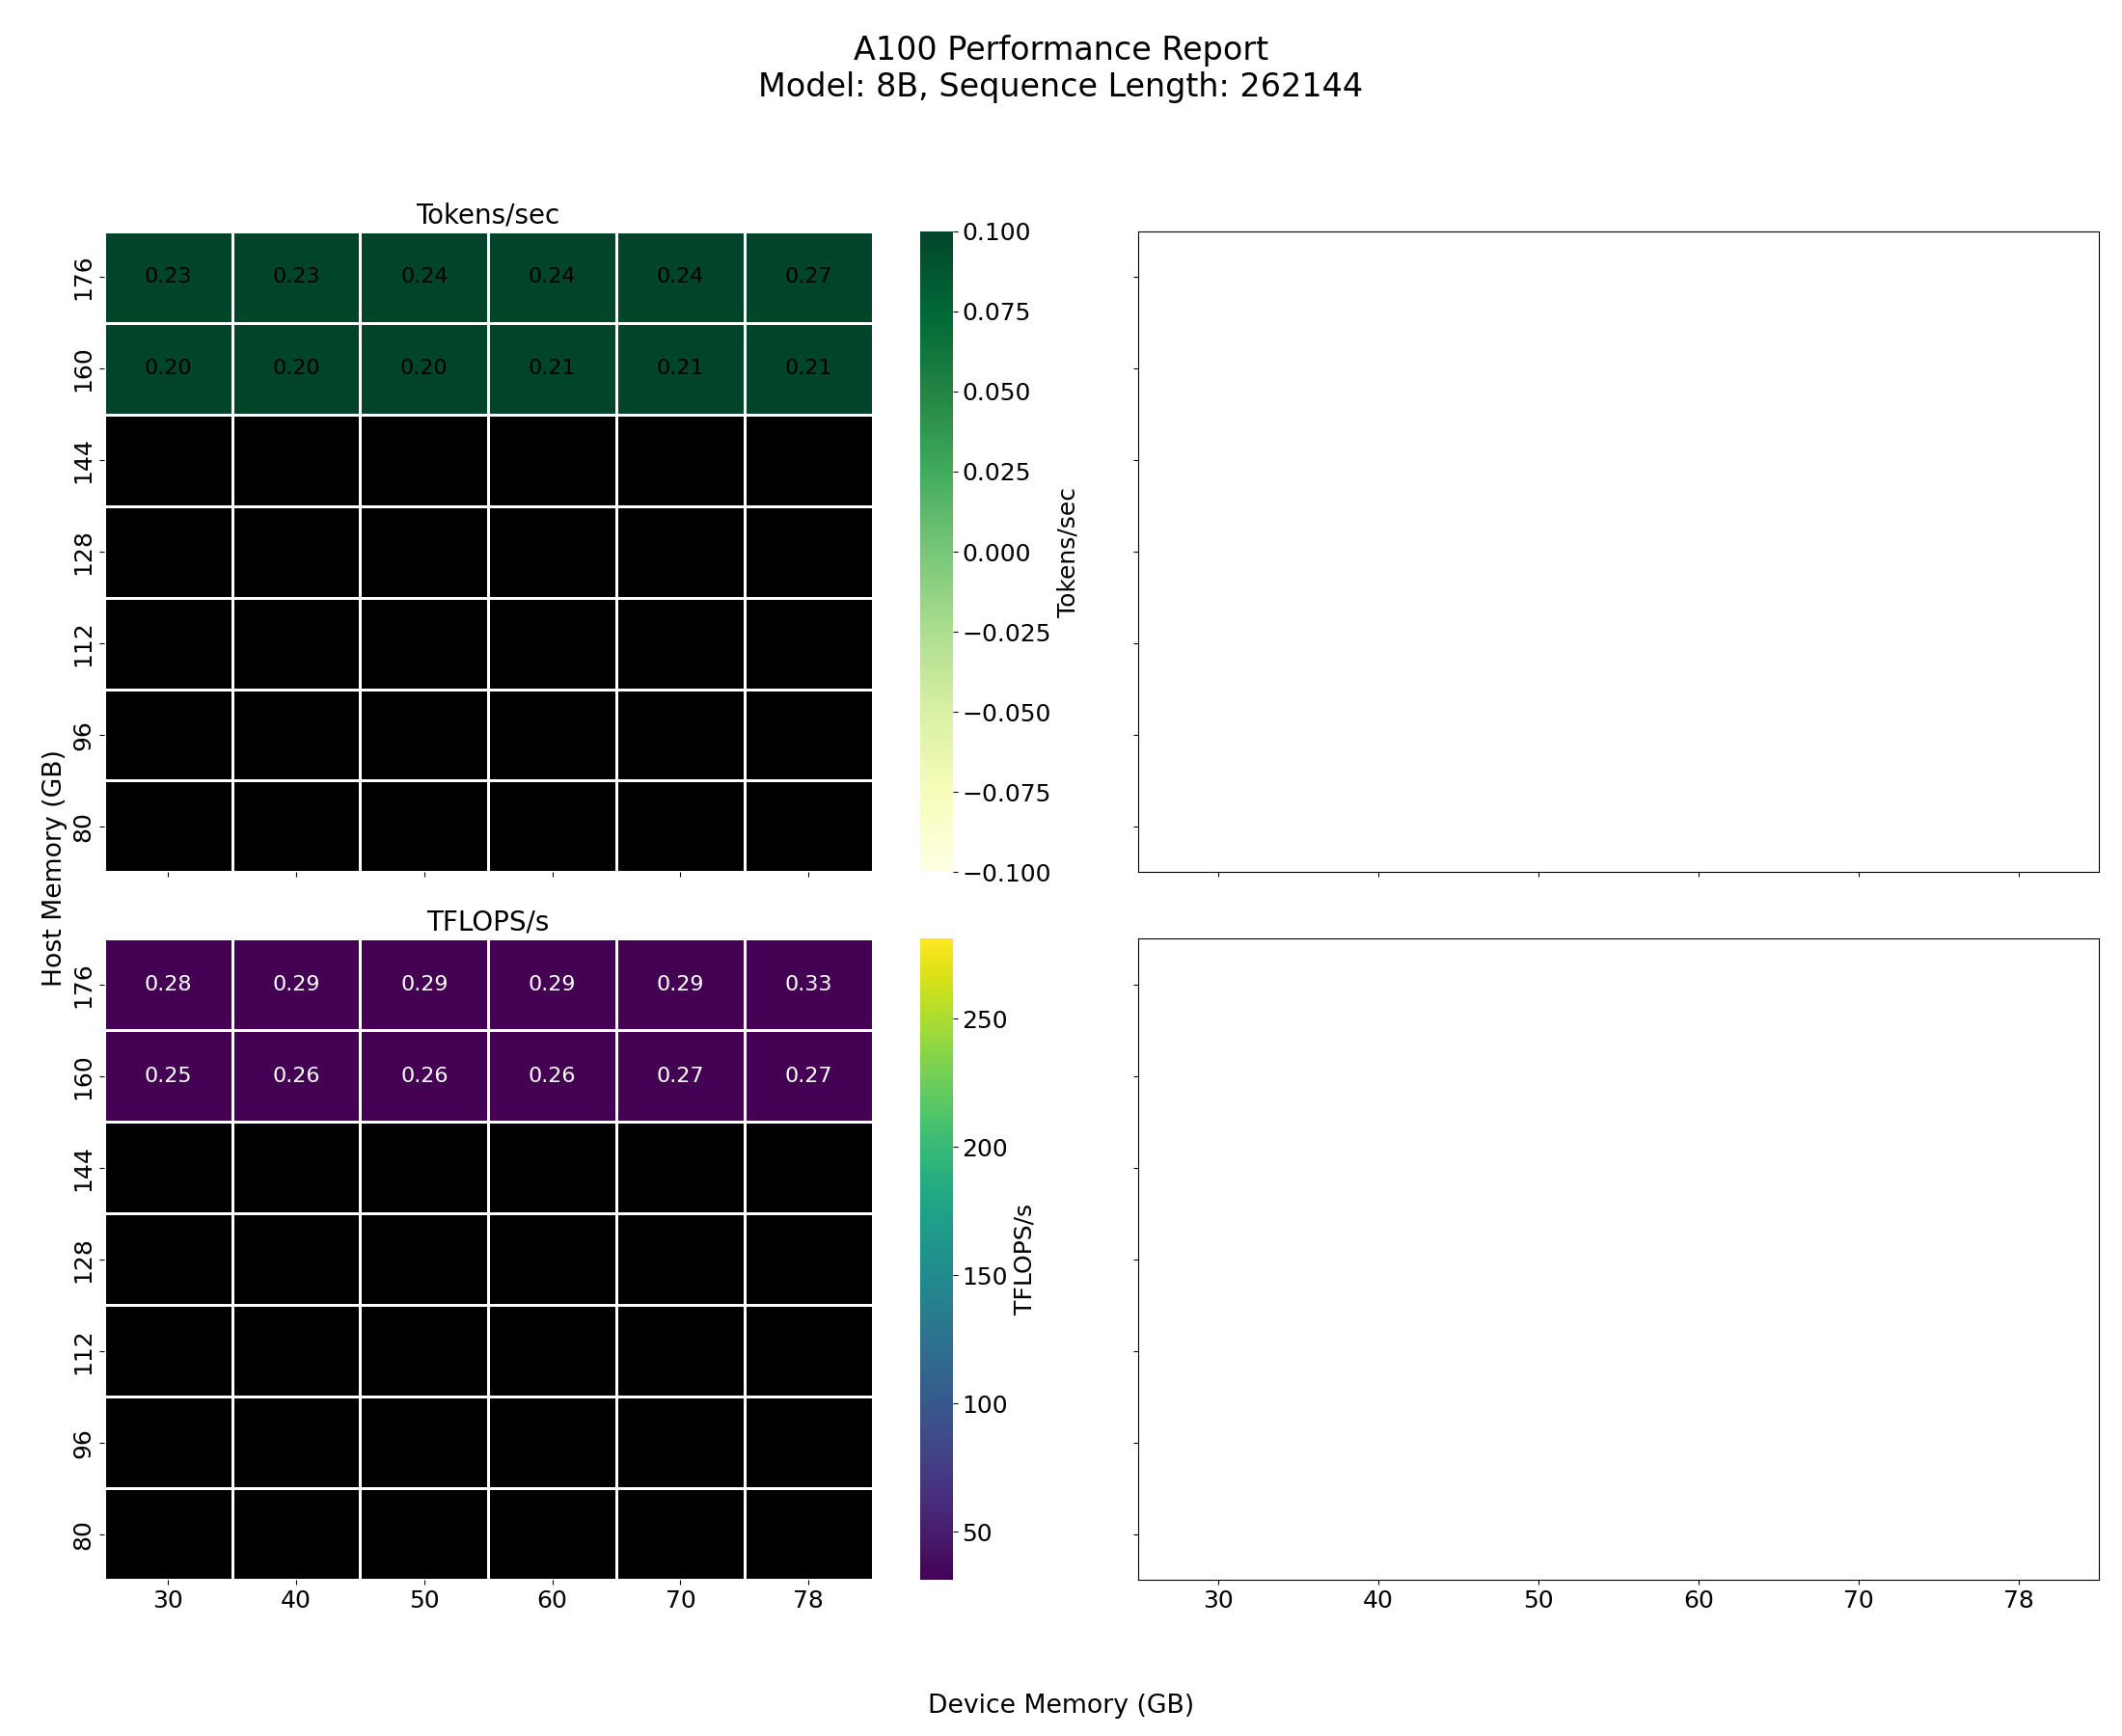 A100 Performance Report
Model: 8B, Sequence Length: 262144
Tokens/sec
176 0.23 0.23 0.24 0.24 0.24 0.27
160 0.20 0.20 0.20 0.21 0.21 0.21
144
128
112
96
80
0.100
0.075
0.050
0.025
0.000
−0.025
−0.050
−0.075
−0.100
Tokens/sec
Host Memory (GB)
TFLOPS/s
176 0.28 0.29 0.29 0.29 0.29 0.33
160 0.25 0.26 0.26 0.26 0.27 0.27
144
128
112
96
80
30 40 50 60 70 78
250
200
150
100
50
TFLOPS/s
30 40 50 60 70 78
Device Memory (GB)